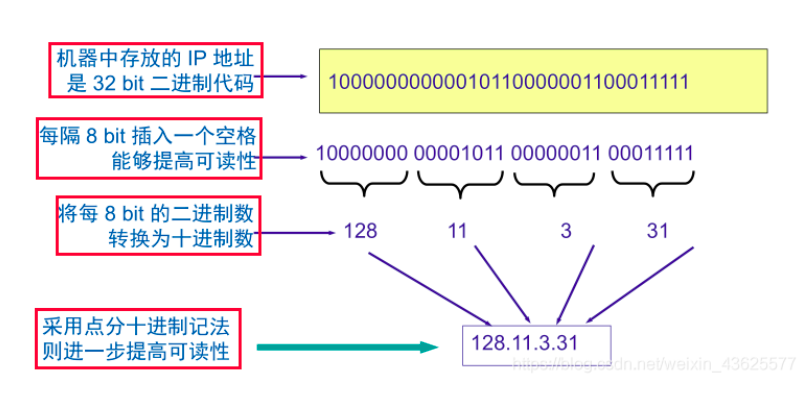 机器中存放的 IP 地址
是 32 bit 二进制代码
10000000000010110000001100011111
每隔 8 bit 插入一个空格
能够提高可读性
10000000 00001011 00000011 00011111
将每 8 bit 的二进制数
转换为十进制数
128 11 3 31
采用点分十进制记法
则进一步提高可读性
128.11.3.31
https://blog.csdn.net/weixin_43625577